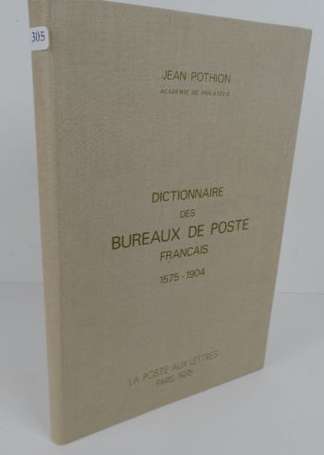 305
JEAN POTHION
ACADEMIE DE PHILATELIE
DICTIONNAIRE
DES
BUREAUX DE POSTE
FRANCAIS
1575-1904
LA POSTE AUX LETTRES
PARIS